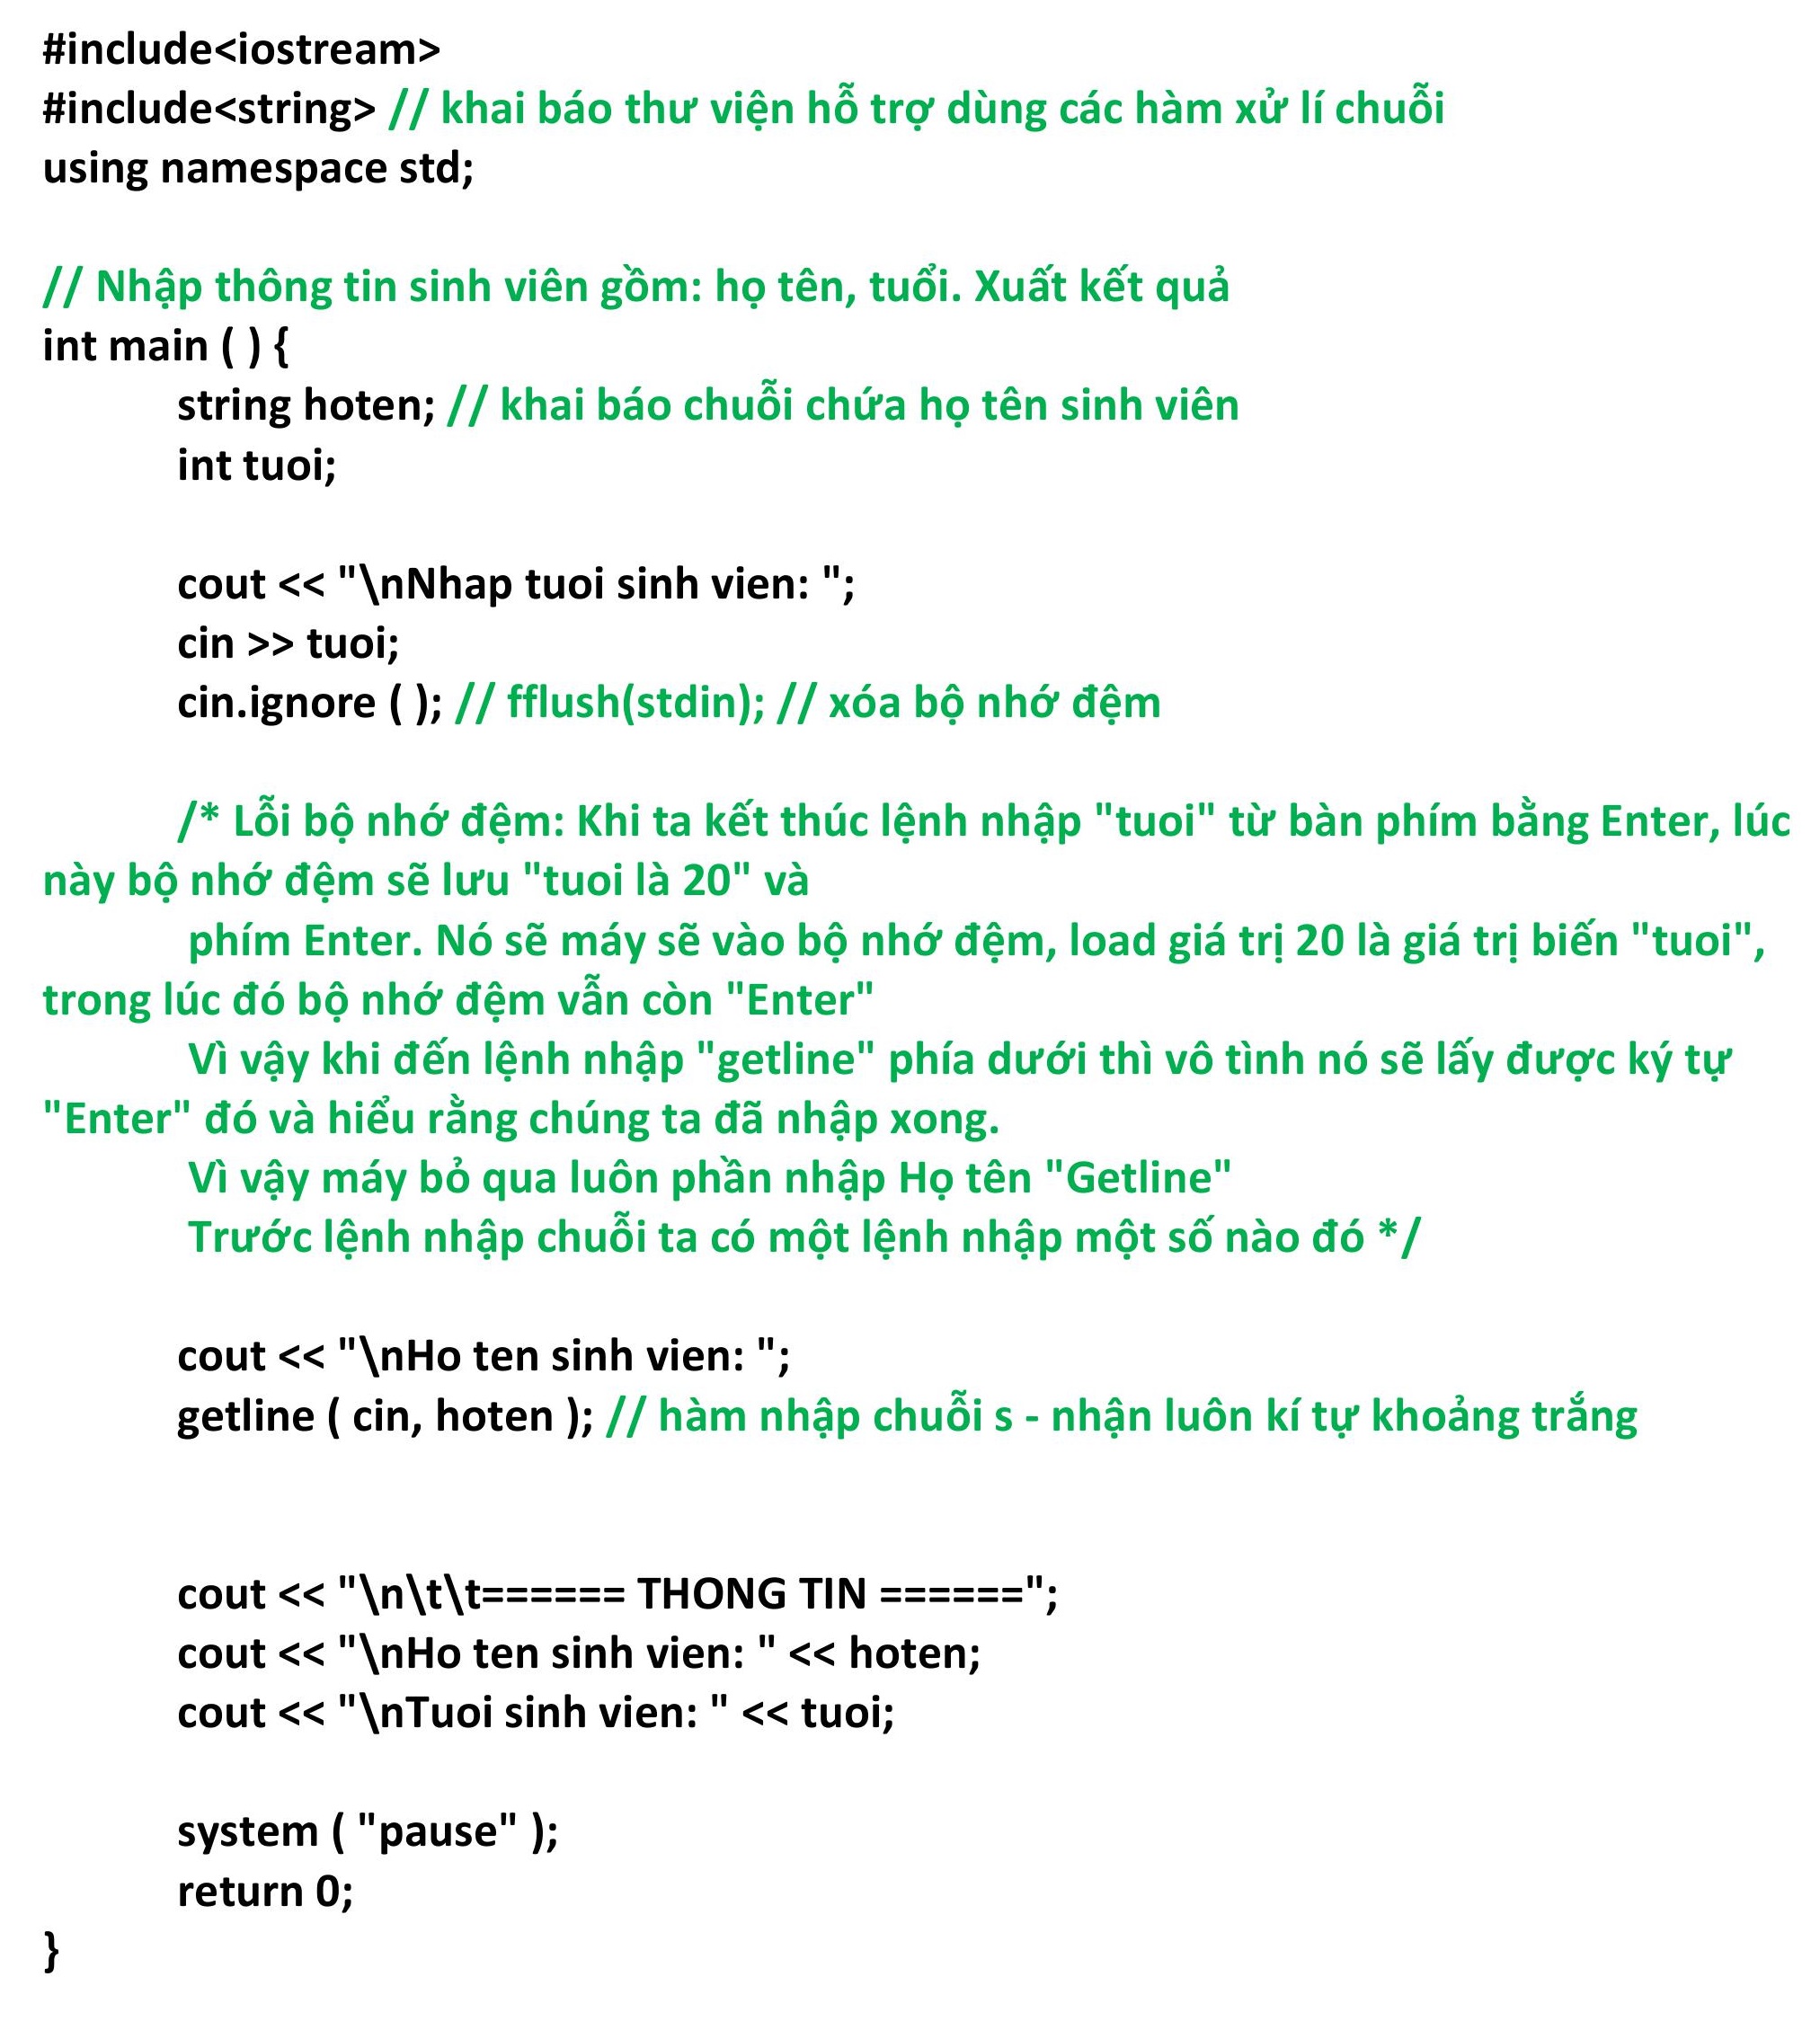 #include<iostream>
#include<string> // khai báo thư viện hỗ trợ dùng các hàm xử lí chuỗi
using namespace std;
// Nhập thông tin sinh viên gồm: họ tên, tuổi. Xuất kết quả
int main ( ) {
string hoten; // khai báo chuỗi chứa họ tên sinh viên
int tuoi;
cout << "\nNhap tuoi sinh vien: ";
cin >> tuoi;
cin.ignore ( ); // fflush(stdin); // xóa bộ nhớ đệm
/* Lỗi bộ nhớ đệm: Khi ta kết thúc lệnh nhập "tuoi" từ bàn phím bằng Enter, lúc
này bộ nhớ đệm sẽ lưu "tuoi là 20" và
phím Enter. Nó sẽ máy sẽ vào bộ nhớ đệm, load giá trị 20 là giá trị biến "tuoi",
trong lúc đó bộ nhớ đệm vẫn còn "Enter"
Vì vậy khi đến lệnh nhập "getline" phía dưới thì vô tình nó sẽ lấy được ký tự
"Enter" đó và hiểu rằng chúng ta đã nhập xong.
Vì vậy máy bỏ qua luôn phần nhập Họ tên "Getline"
Trước lệnh nhập chuỗi ta có một lệnh nhập một số nào đó */
cout << "\nHo ten sinh vien: ";
getline ( cin, hoten ); // hàm nhập chuỗi s - nhận luôn kí tự khoảng trắng
cout << "\n\t\t====== THONG TIN ======";
cout << "\nHo ten sinh vien: " << hoten;
cout << "\nTuoi sinh vien: " << tuoi;
system ( "pause" );
return 0;
}